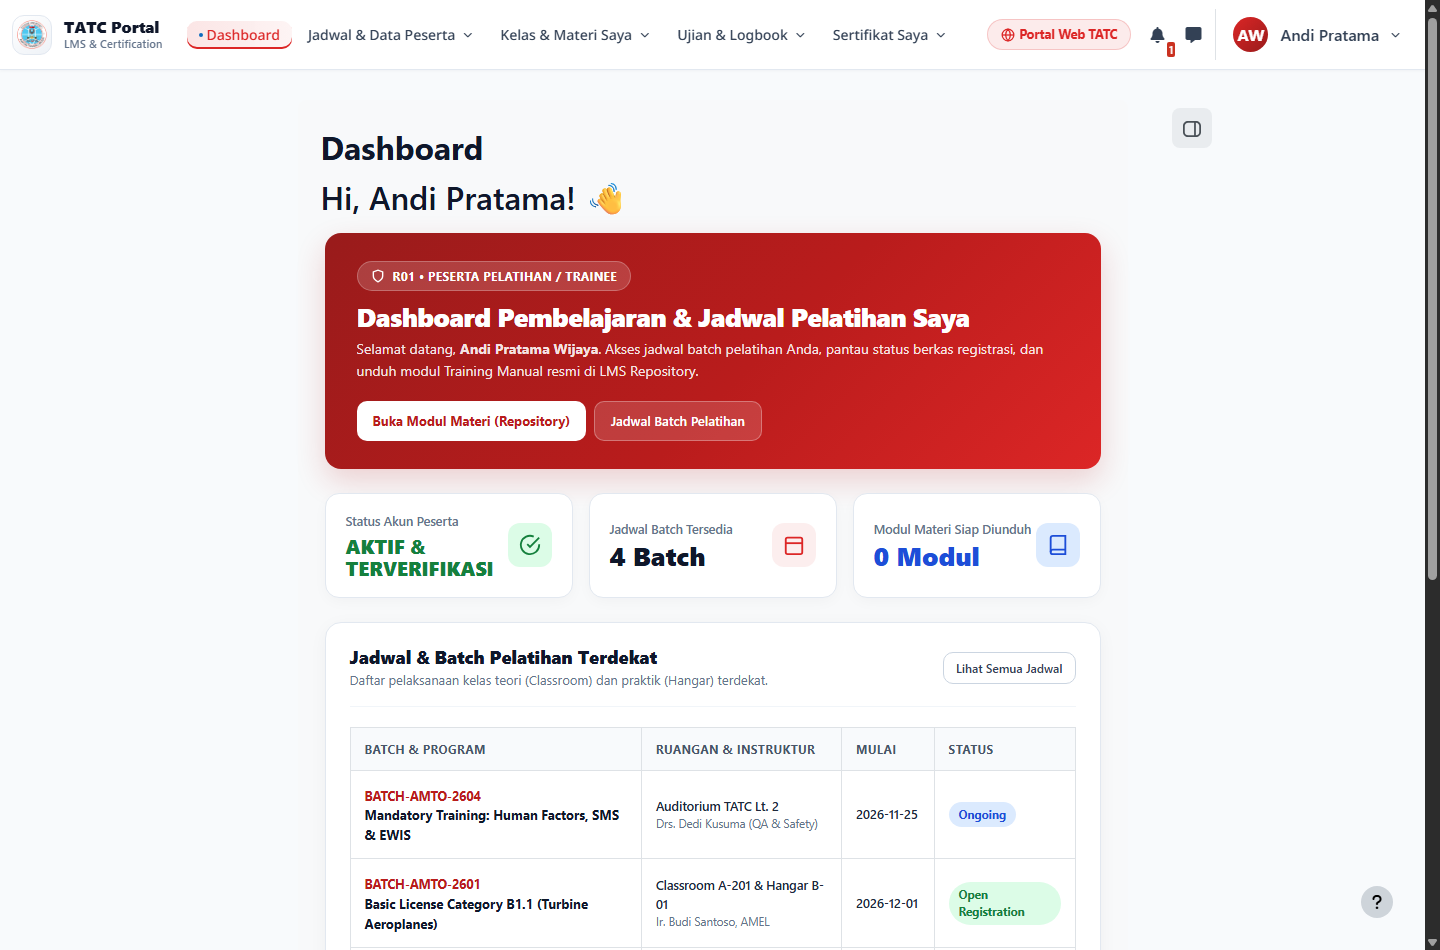 TATC Portal
LMS & Certification
• Dashboard
Jadwal & Data Peserta
Kelas & Materi Saya
Ujian & Logbook
Sertifikat Saya
Portal Web TATC
1
AW
Andi Pratama
Dashboard
Hi, Andi Pratama! 👋
R01 • PESERTA PELATIHAN / TRAINEE
Dashboard Pembelajaran & Jadwal Pelatihan Saya
Selamat datang, Andi Pratama Wijaya. Akses jadwal batch pelatihan Anda, pantau status berkas registrasi, dan
unduh modul Training Manual resmi di LMS Repository.
Buka Modul Materi (Repository)
Jadwal Batch Pelatihan
Status Akun Peserta
AKTIF &
TERVERIFIKASI
Jadwal Batch Tersedia
4 Batch
Modul Materi Siap Diunduh
0 Modul
Jadwal & Batch Pelatihan Terdekat
Daftar pelaksanaan kelas teori (Classroom) dan praktik (Hangar) terdekat.
Lihat Semua Jadwal
BATCH & PROGRAM
RUANGAN & INSTRUKTUR
MULAI
STATUS
BATCH-AMTO-2604
Mandatory Training: Human Factors, SMS
& EWIS
Auditorium TATC Lt. 2
Drs. Dedi Kusuma (QA & Safety)
2026-11-25
Ongoing
BATCH-AMTO-2601
Basic License Category B1.1 (Turbine
Aeroplanes)
Classroom A-201 & Hangar B-
01
Ir. Budi Santoso, AMEL
2026-12-01
Open
Registration
?